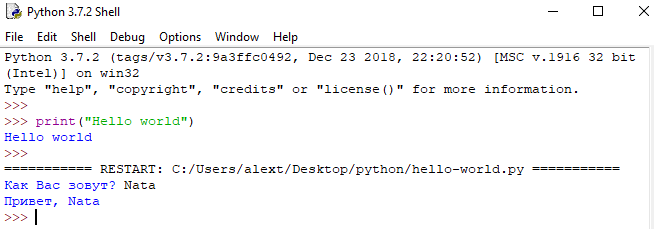 Python 3.7.2 Shell
File Edit Shell Debug Options Window Help
Python 3.7.2 (tags/v3.7.2:9a3ffc0492, Dec 23 2018, 22:20:52) [MSC v.1916 32 bit
(Intel)] on win32
Type "help", "copyright", "credits" or "license()" for more information.
>>>
>>> print("Hello world")
Hello world
>>>
=========== RESTART: C:/Users/alext/Desktop/python/hello-world.py ===========
Как Вас зовут? Nata
Привет, Nata
>>>